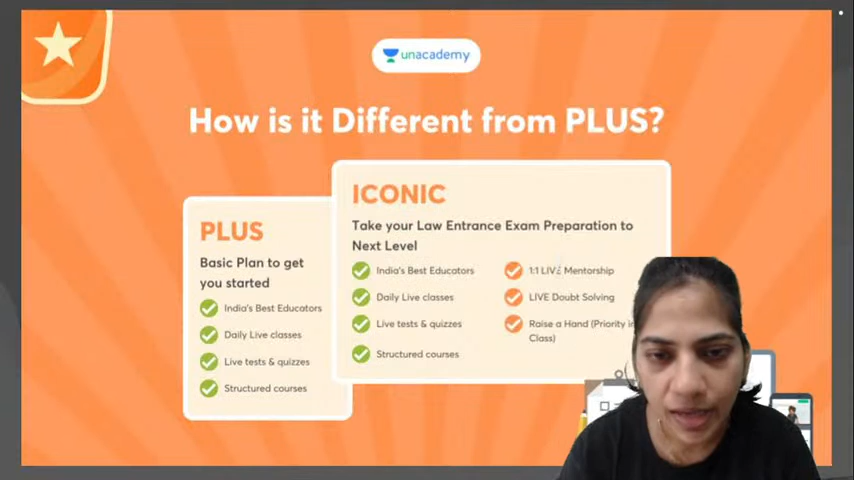 unacademy
How is it Different from PLUS?
PLUS
Basic Plan to get
you started
India's Best Educators
Daily Live classes
Live tests & quizzes
Structured courses
ICONIC
Take your Law Entrance Exam Preparation to
Next Level
India's Best Educators
Daily Live classes
Live tests & quizzes
Structured courses
1:1 LIVE Mentorship
LIVE Doubt Solving
Raise a Hand (Priority in
Class)